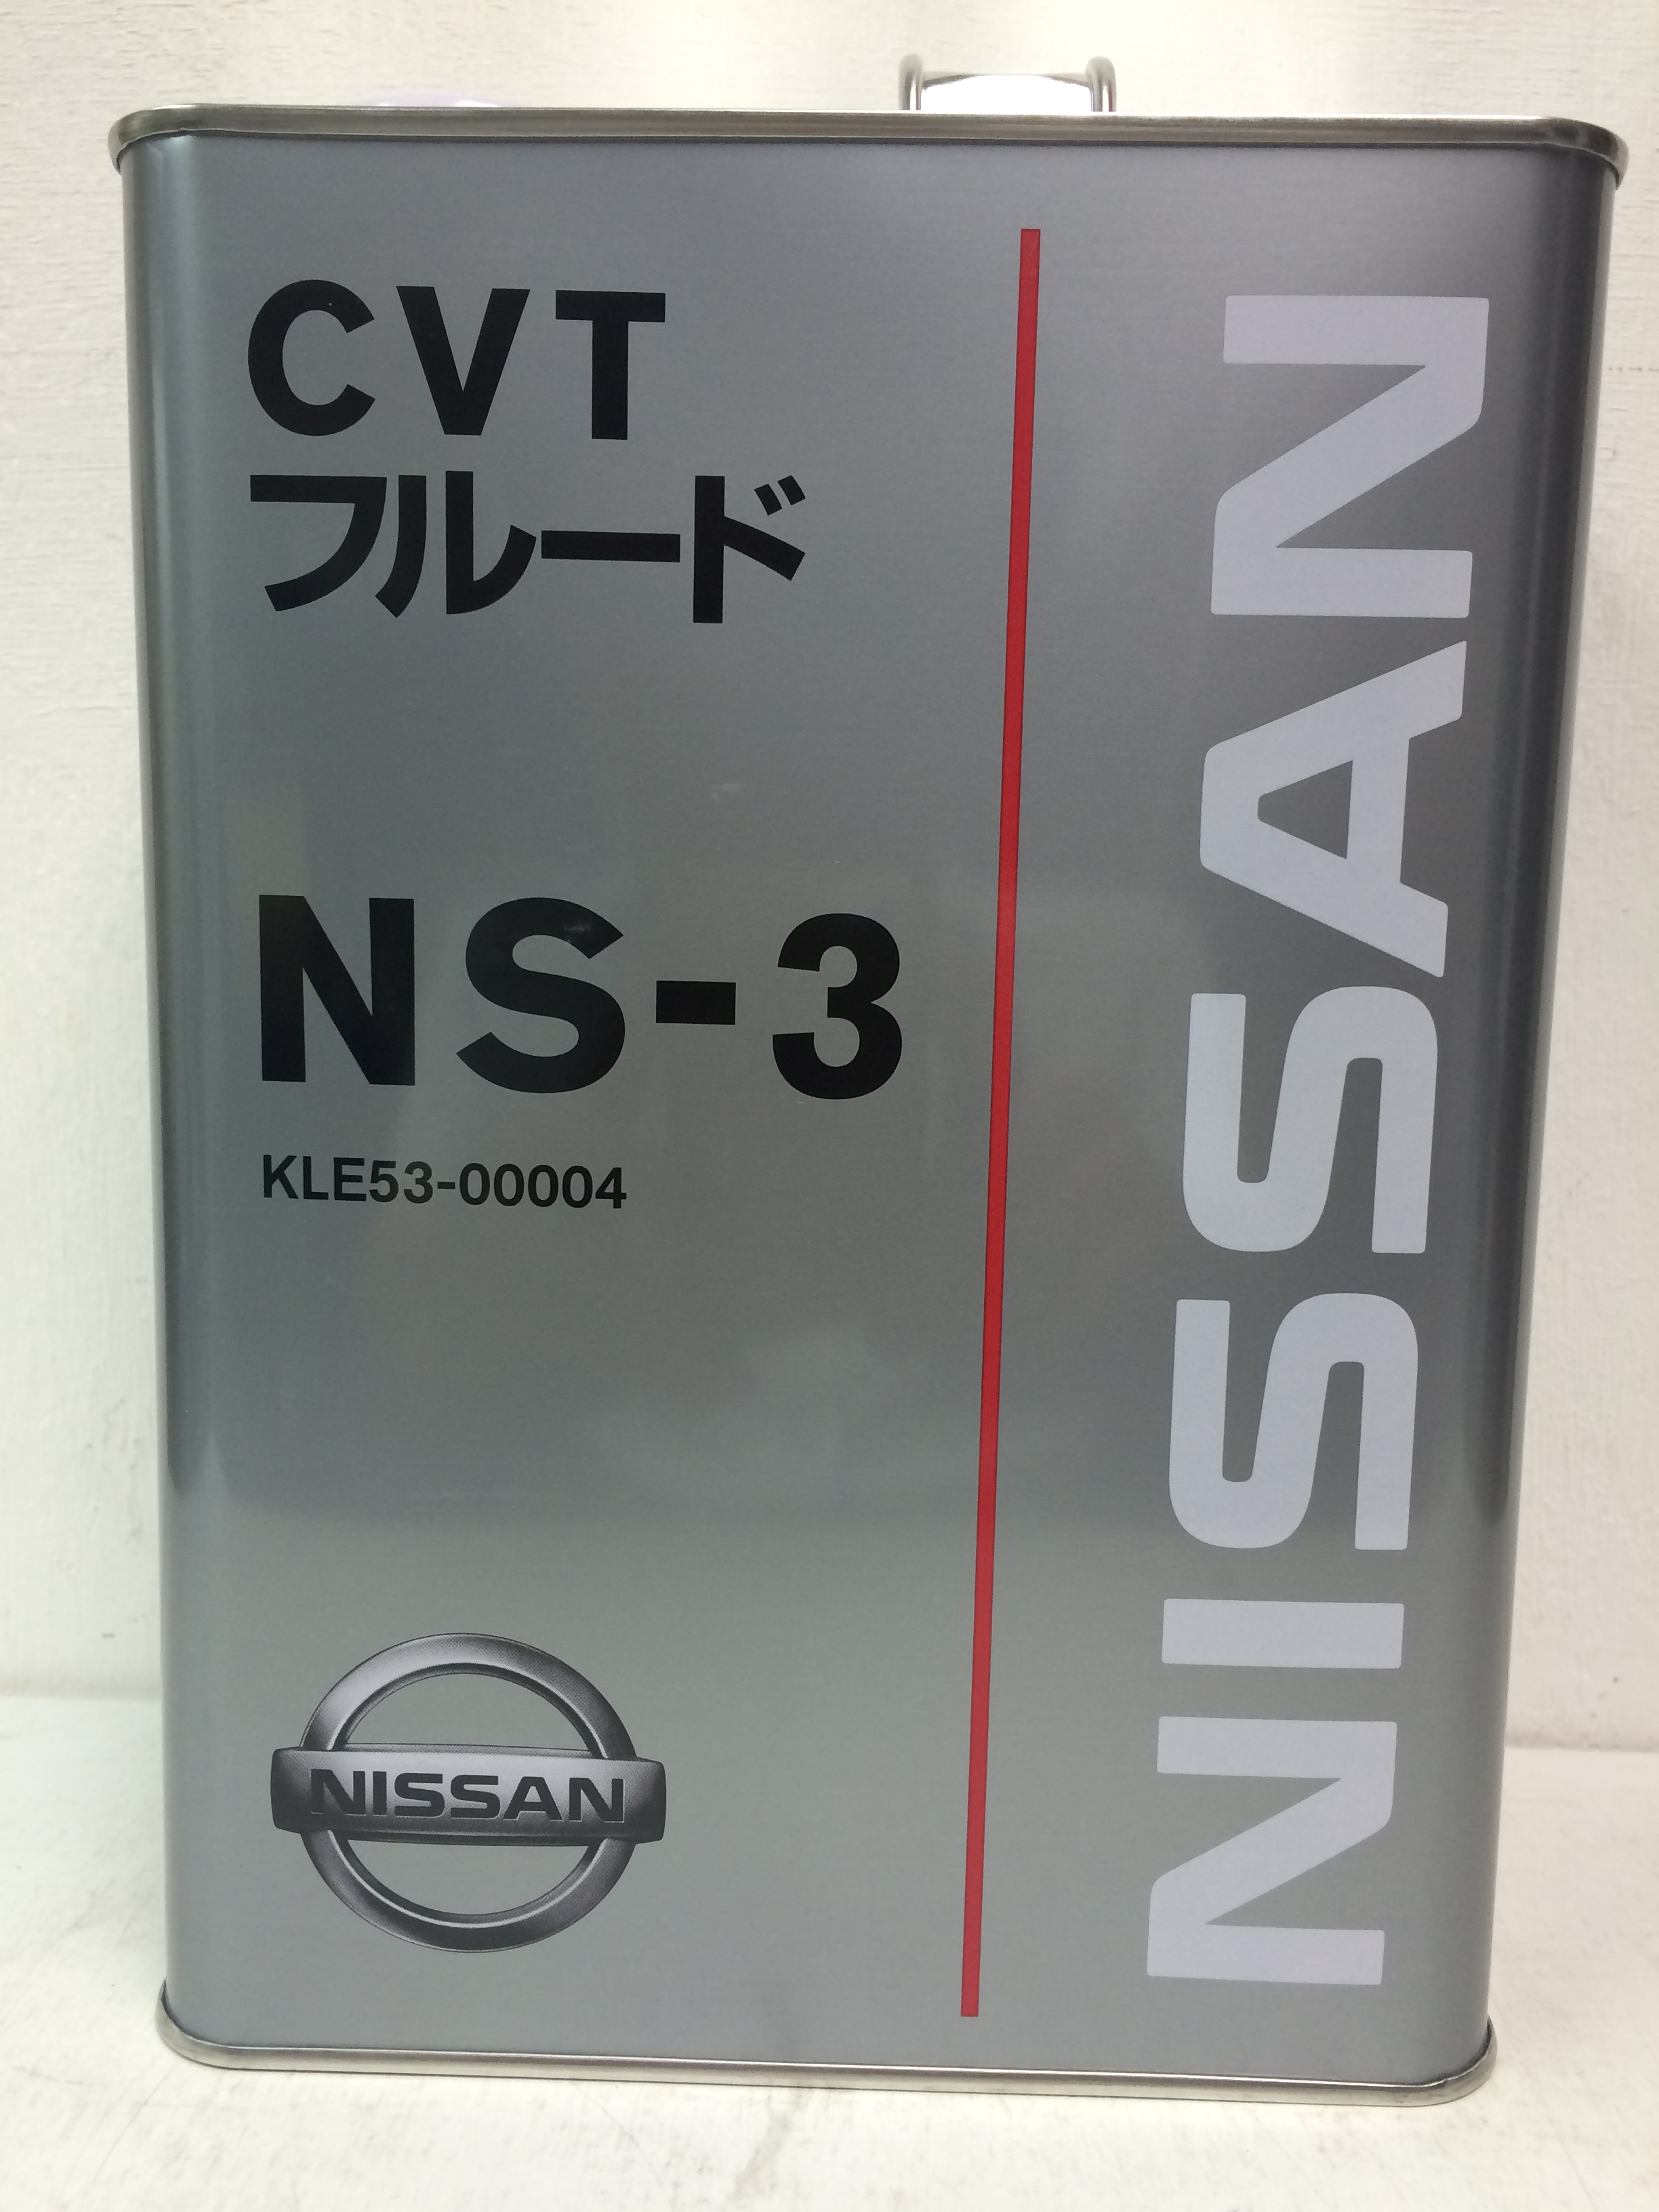 CVT
フルード
NS-3
KLE53-00004
NISSAN
NISSAN